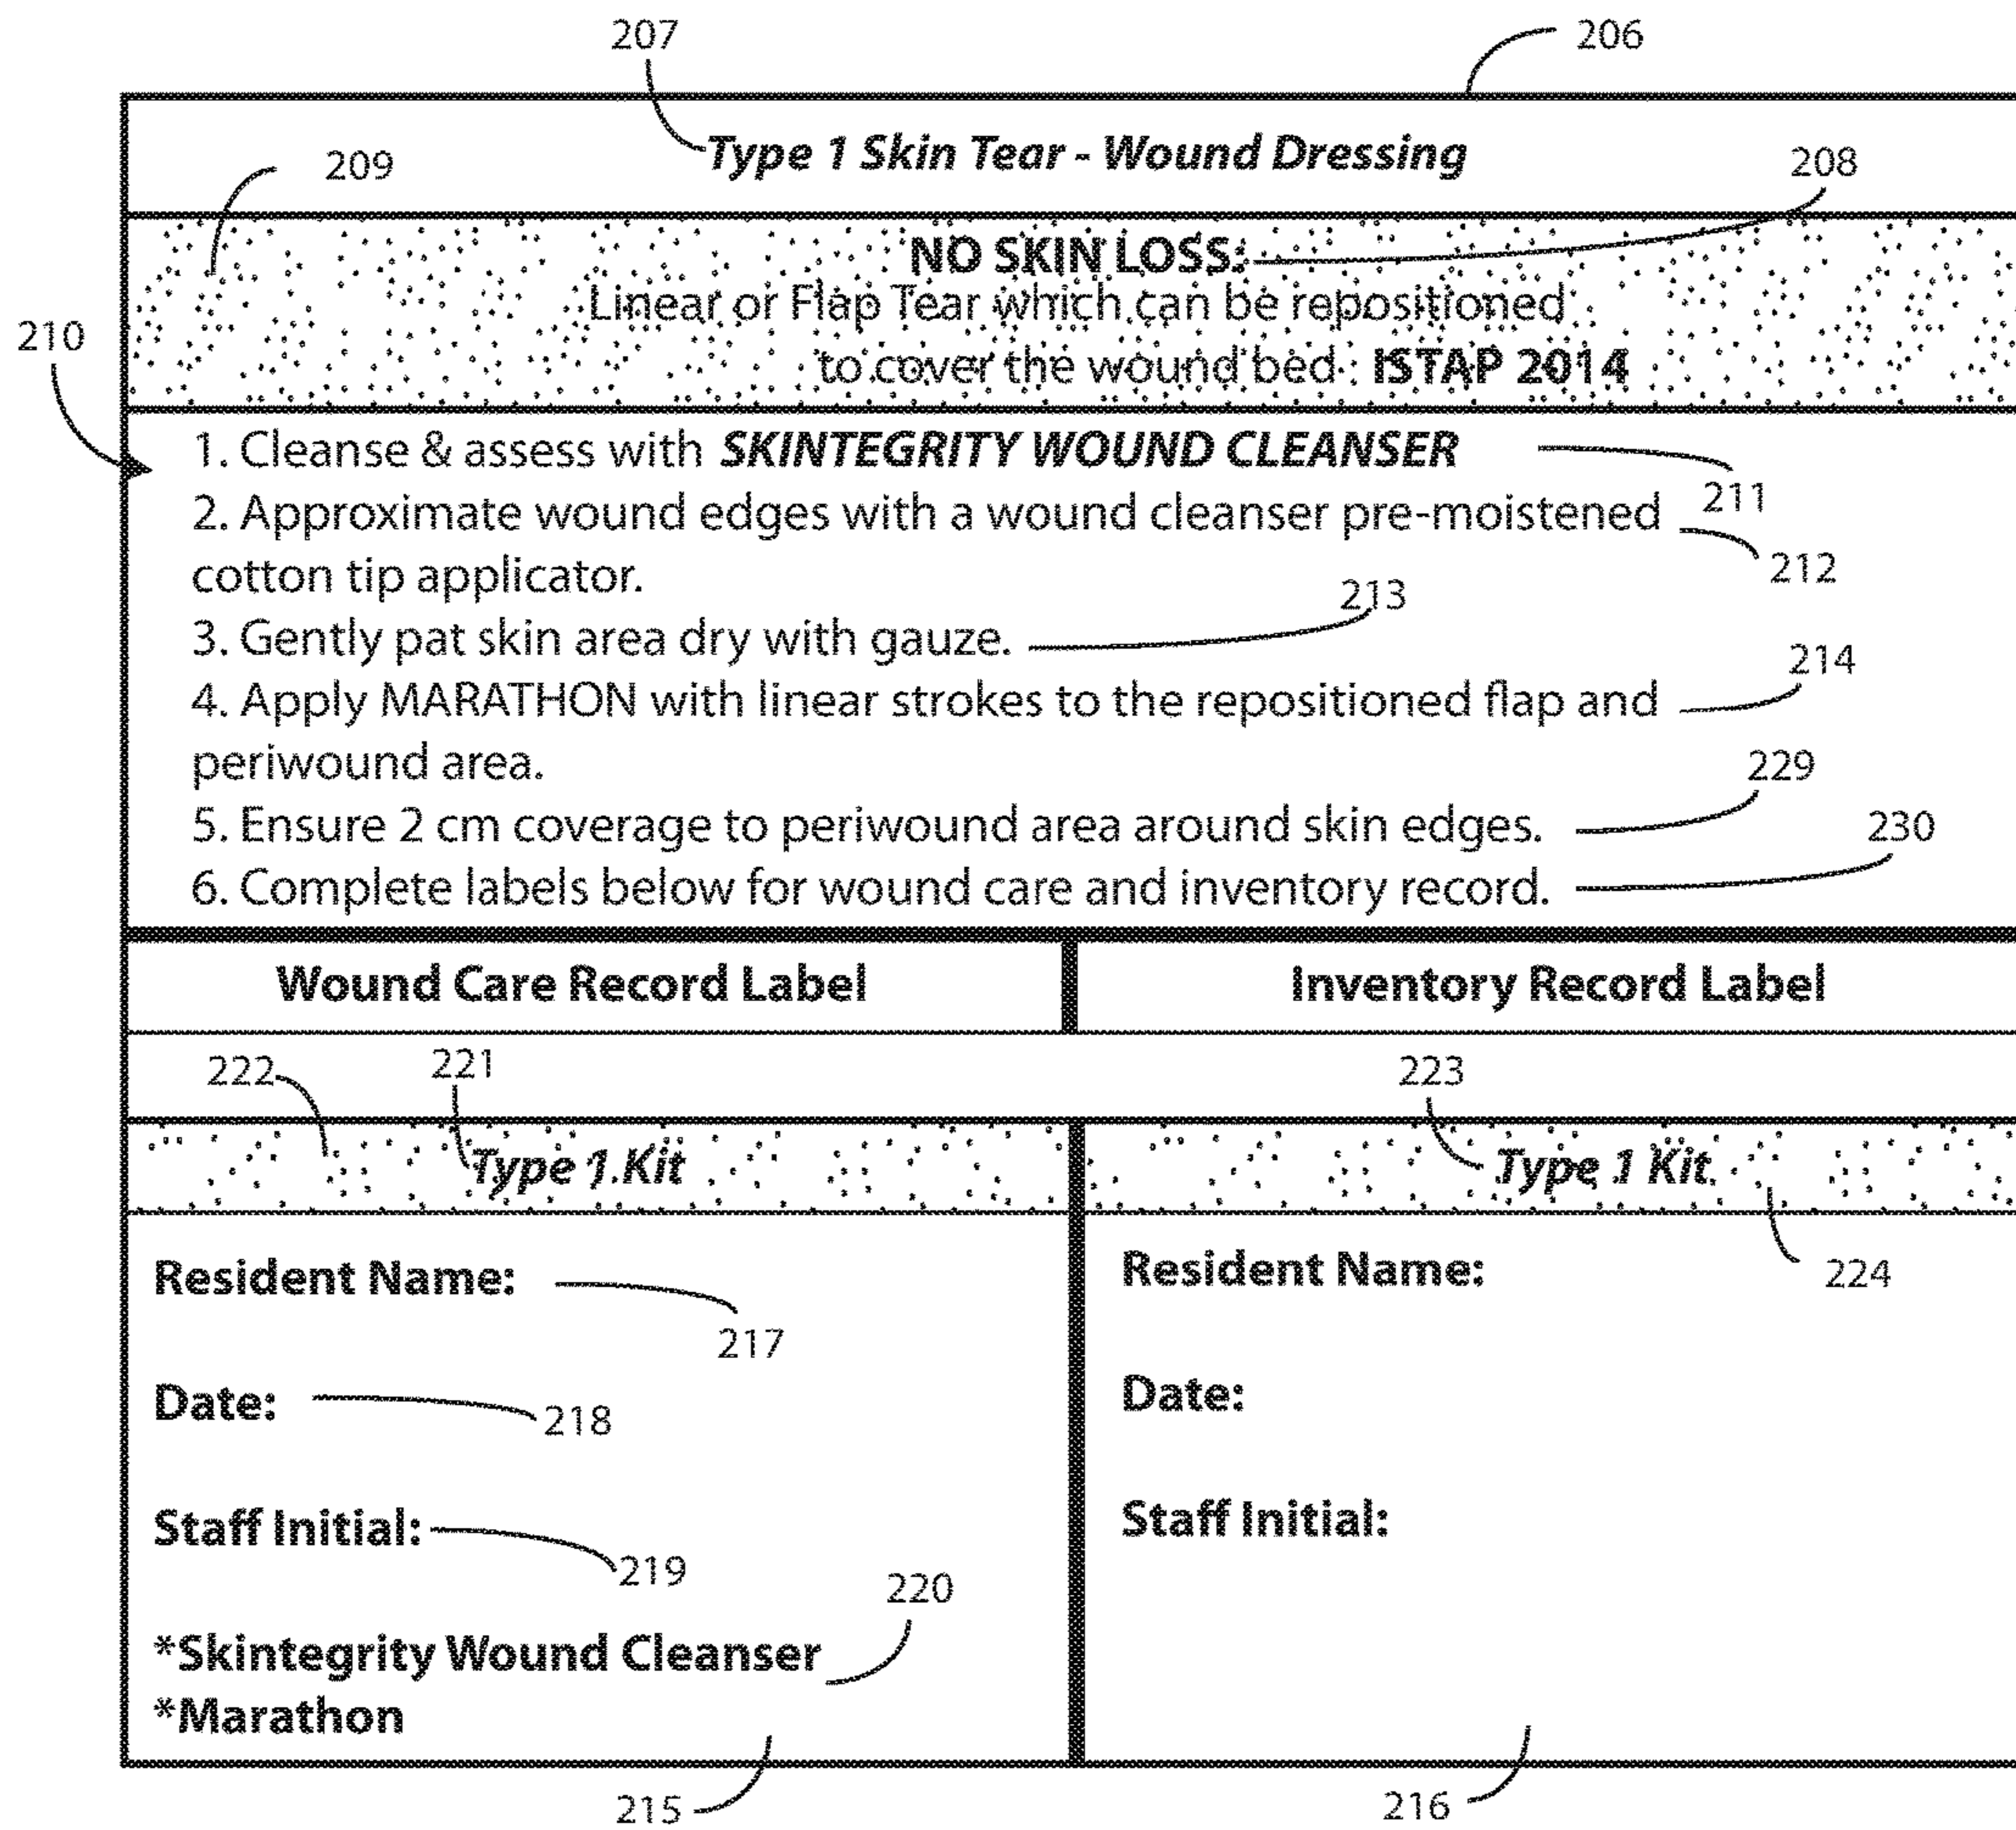 207
206
Type 1 Skin Tear - Wound Dressing
209
208
NO SKIN LOSS:
Linear or Flap Tear which can be repositioned
210
to cover the wound bed : ISTAP 2014
1. Cleanse & assess with SKINTEGRITY WOUND CLEANSER
211
2. Approximate wound edges with a wound cleanser pre-moistened
212
cotton tip applicator.
213
3. Gently pat skin area dry with gauze.
214
4. Apply MARATHON with linear strokes to the repositioned flap and
periwound area.
229
5. Ensure 2 cm coverage to periwound area around skin edges.
230
6. Complete labels below for wound care and inventory record.
Wound Care Record Label
Inventory Record Label
222
221
223
Type 1 Kit
Type 1 Kit
224
Resident Name:
217
Resident Name:
Date:
218
Date:
Staff Initial:
219
Staff Initial:
220
*Skintegrity Wound Cleanser
*Marathon
215
216